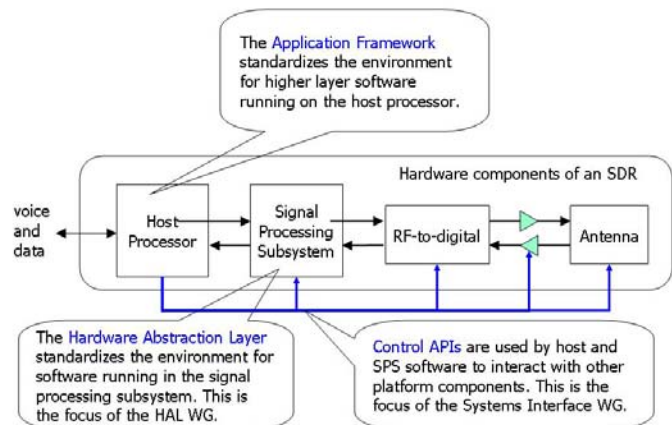 The Application Framework
standardizes the environment
for higher layer software
running on the host processor.
Hardware components of an SDR
voice
and
data
Host
Processor
Signal
Processing
Subsystem
RF-to-digital
Antenna
The Hardware Abstraction Layer
standardizes the environment for
software running in the signal
processing subsystem. This is
the focus of the HAL WG.
Control APIs are used by host and
SPS software to interact with other
platform components. This is the
focus of the Systems Interface WG.